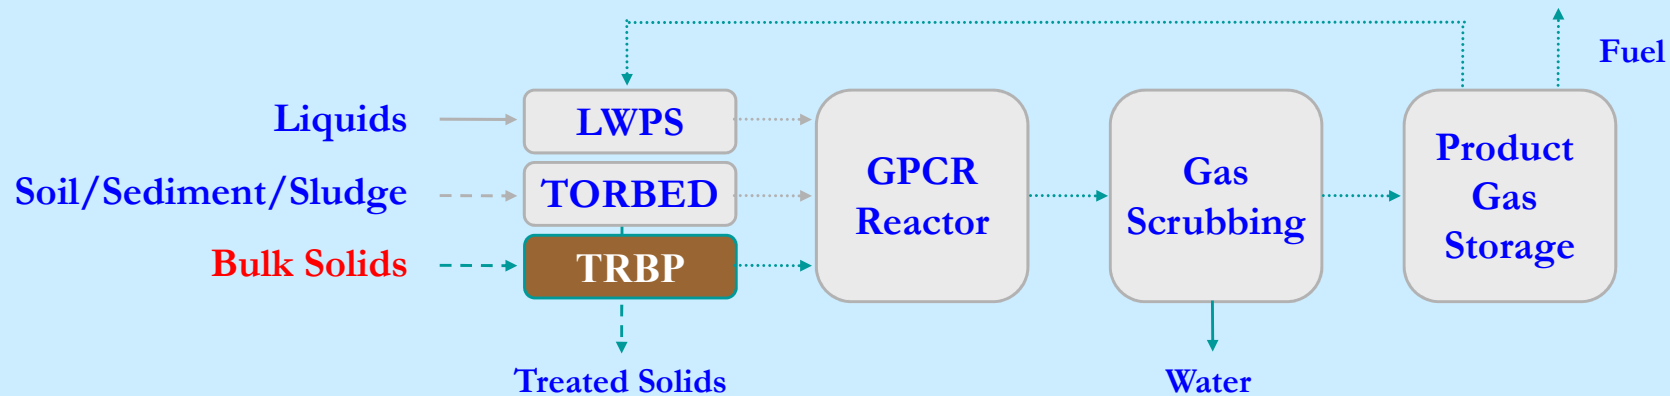 Fuel
Liquids
LWPS
Soil/Sediment/Sludge
TORBED
Bulk Solids
TRBP
GPCR
Reactor
Gas
Scrubbing
Product
Gas
Storage
Treated Solids
Water